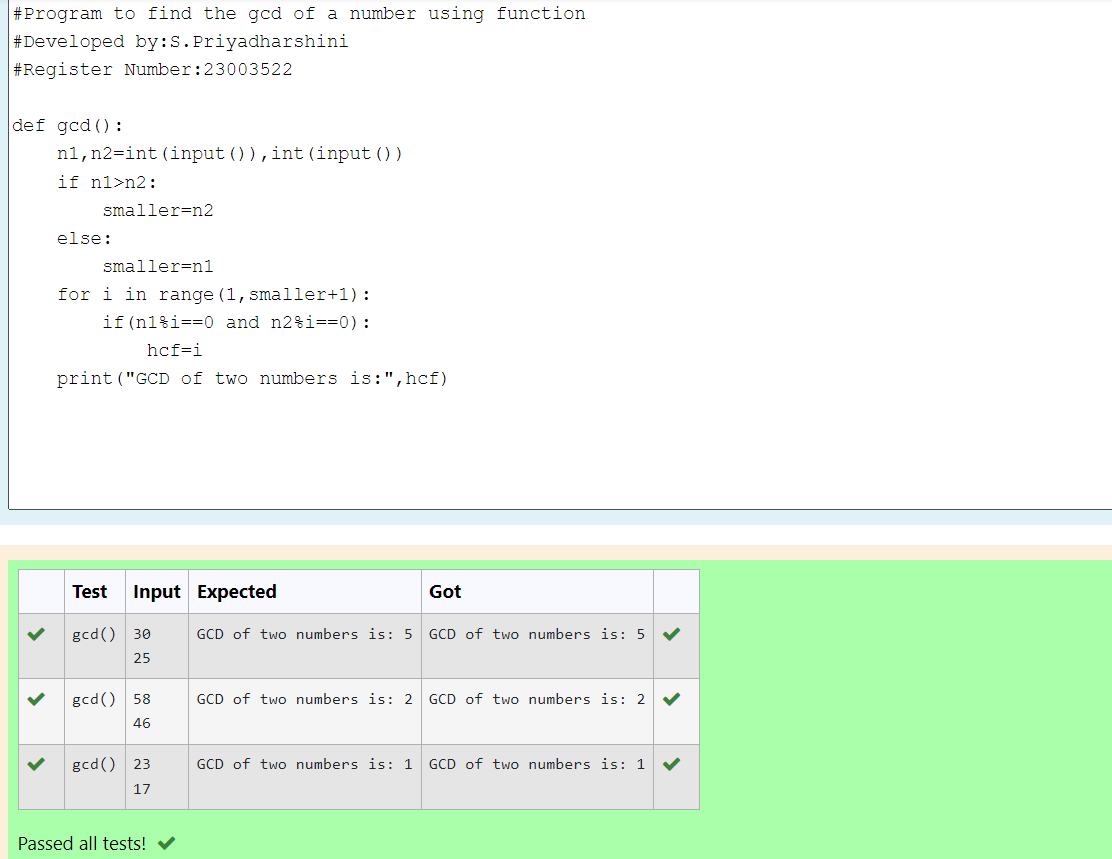 #Program to find the gcd of a number using function
#Developed by:S.Priyadharshini
#Register Number:23003522
def gcd():
    n1,n2=int(input()),int(input())
    if n1>n2:
        smaller=n2
    else:
        smaller=n1
    for i in range(1,smaller+1):
        if(n1%i==0 and n2%i==0):
            hcf=i
    print("GCD of two numbers is:",hcf)
Test Input Expected Got
gcd() 30 GCD of two numbers is: 5 GCD of two numbers is: 5
25
gcd() 58 GCD of two numbers is: 2 GCD of two numbers is: 2
46
gcd() 23 GCD of two numbers is: 1 GCD of two numbers is: 1
17
Passed all tests!